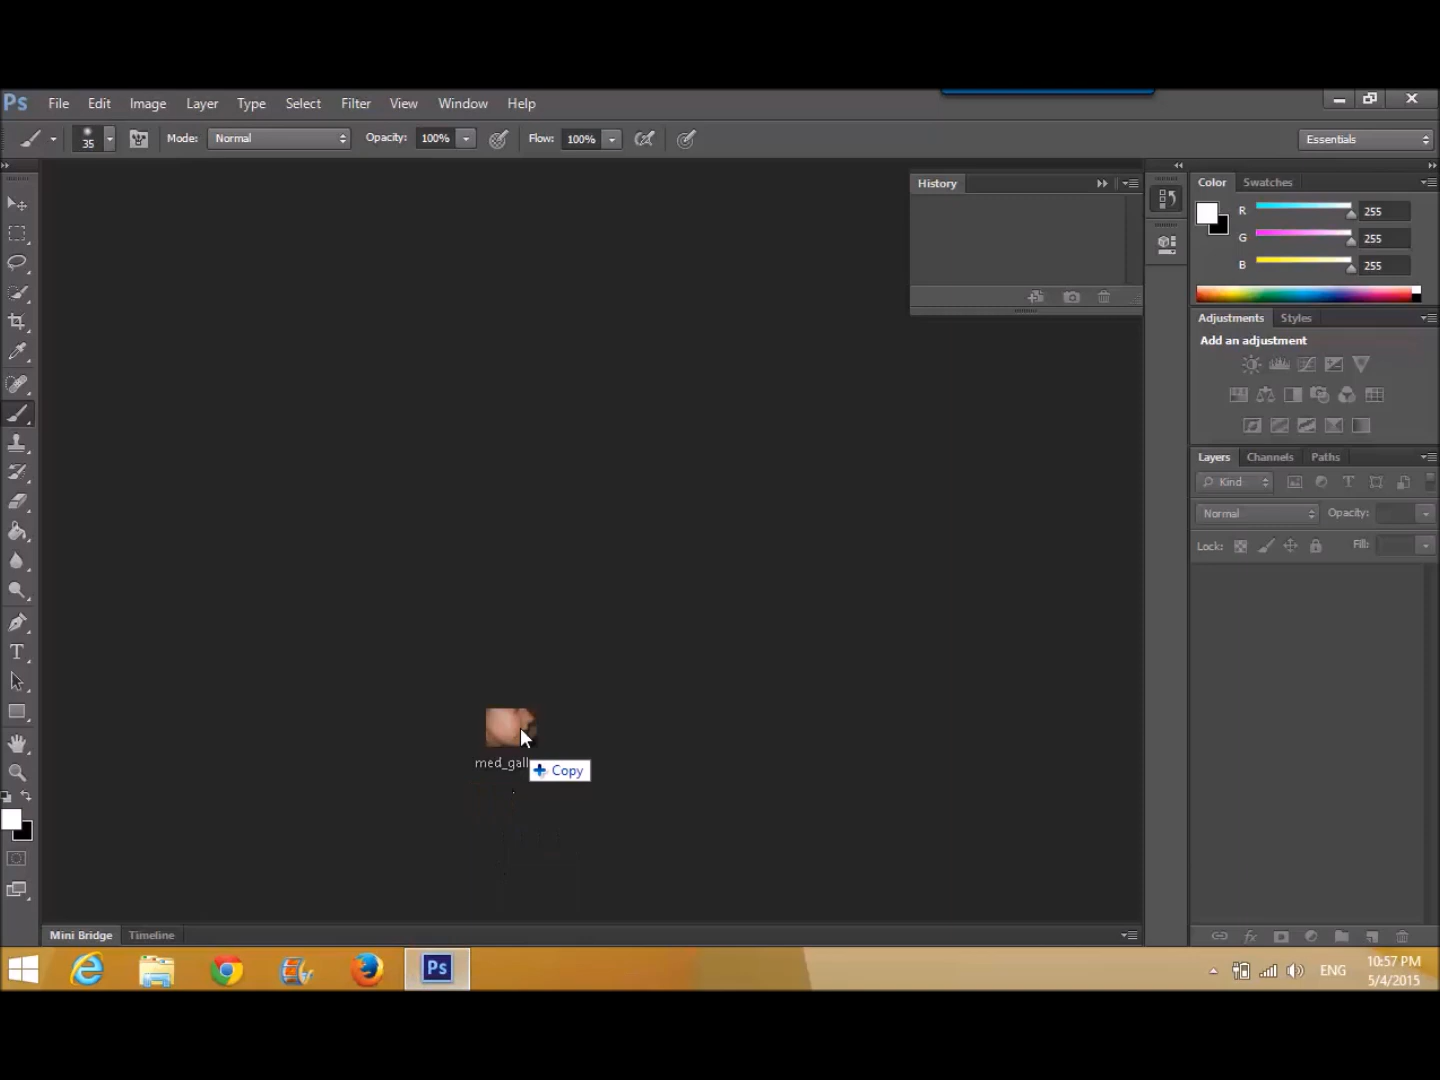 Ps File Edit Image Layer Type Select Filter View Window Help
35 Mode: Normal Opacity: 100% Flow: 100% Essentials
History
Color Swatches
R 255
G 255
B 255
Adjustments Styles
Add an adjustment
Layers Channels Paths
Kind
Normal Opacity:
Lock: Fill:
med_gall
Copy
Mini Bridge Timeline
Ps
ENG
10:57 PM
5/4/2015